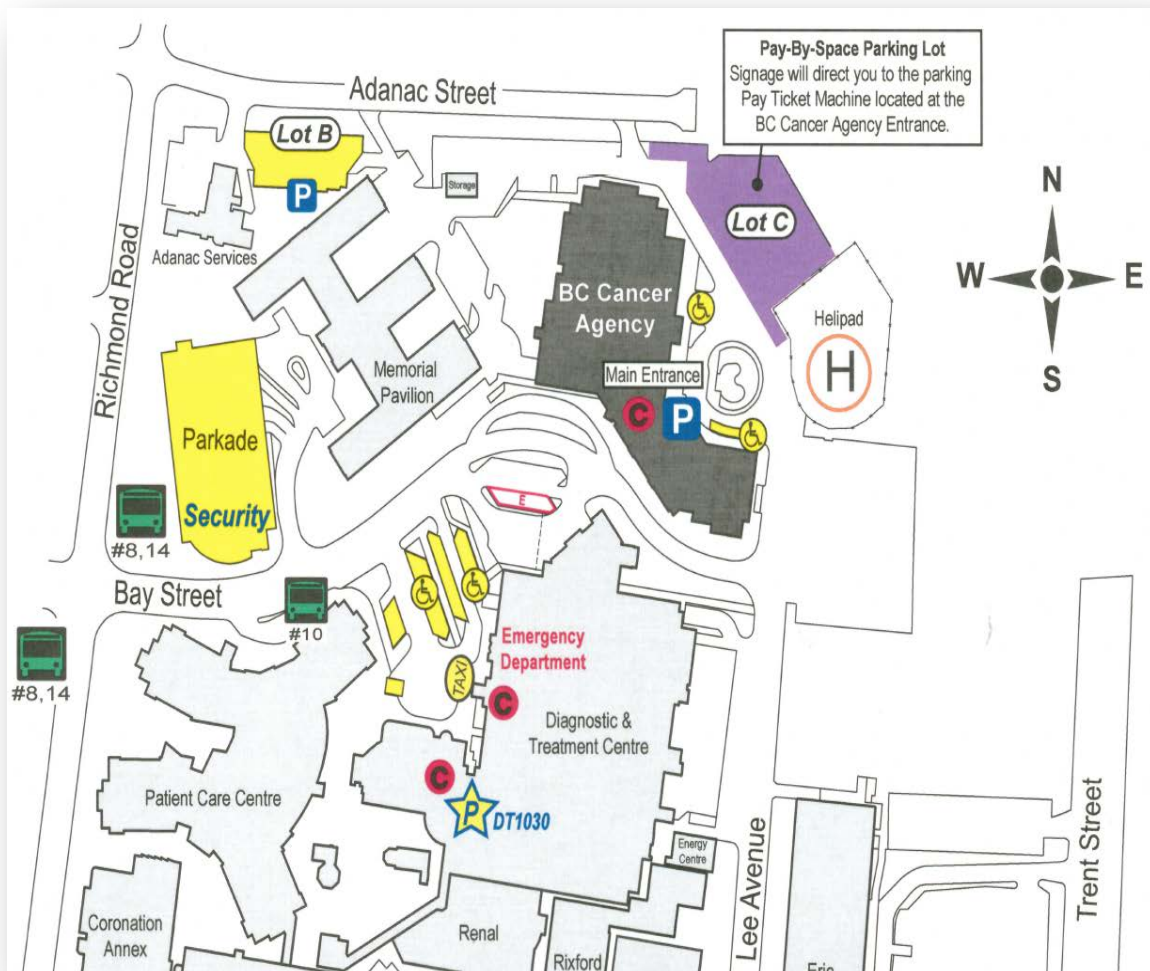 Pay-By-Space Parking Lot
Signage will direct you to the parking
Pay Ticket Machine located at the
BC Cancer Agency Entrance.
Adanac Street
Lot B
P
Storage
Adanac Services
Lot C
N
W
E
S
Richmond Road
BC Cancer
Agency
Helipad
H
Memorial
Pavilion
Main Entrance
C
P
Parkade
Security
E
#8,14
Bay Street
#10
#8,14
Emergency
Department
TAXI
C
Diagnostic &
Treatment Centre
C
P
DT1030
Patient Care Centre
Energy
Centre
Lee Avenue
Trent Street
Coronation
Annex
Renal
Rixford
Eric